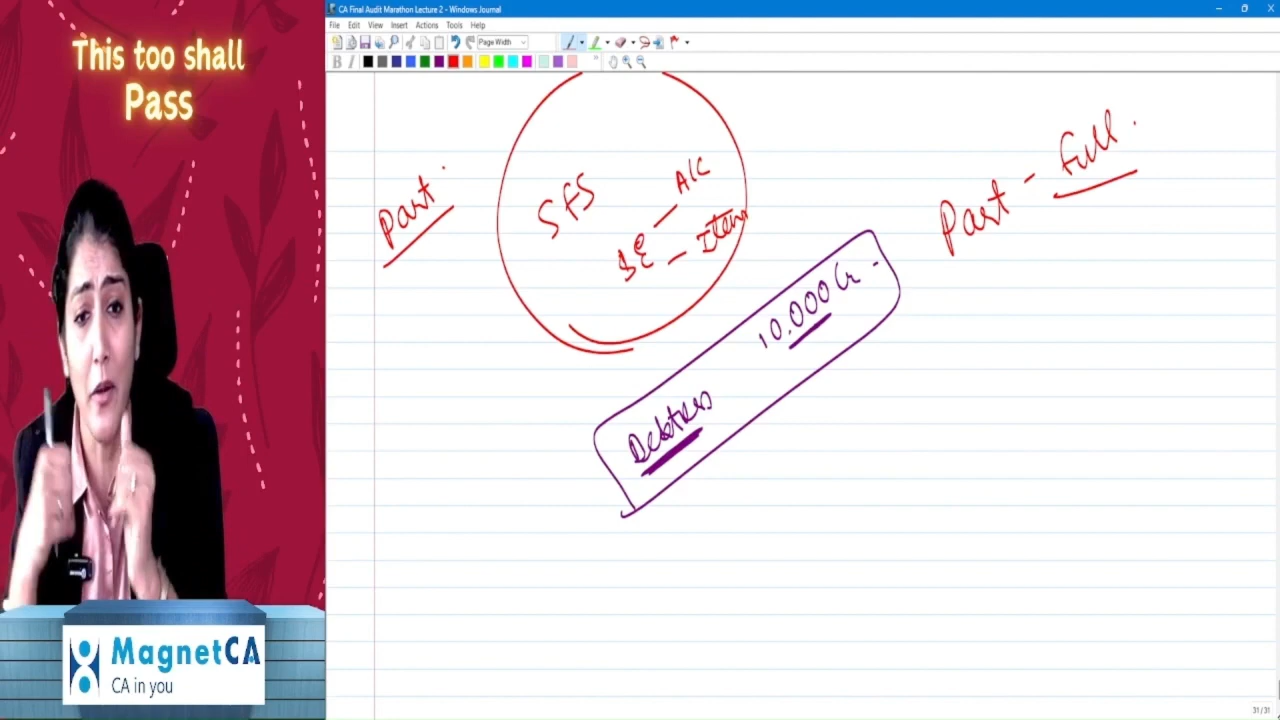 This too shall
Pass
CA Final Audit Marathon Lecture 2 - Windows Journal
File Edit View Insert Actions Tools Help
Page Width
B I
Part.
SFS
SE - A/C
- Item
Part - Full.
Debtors 10,000 Cr.
MagnetCA
CA in you
31 / 31